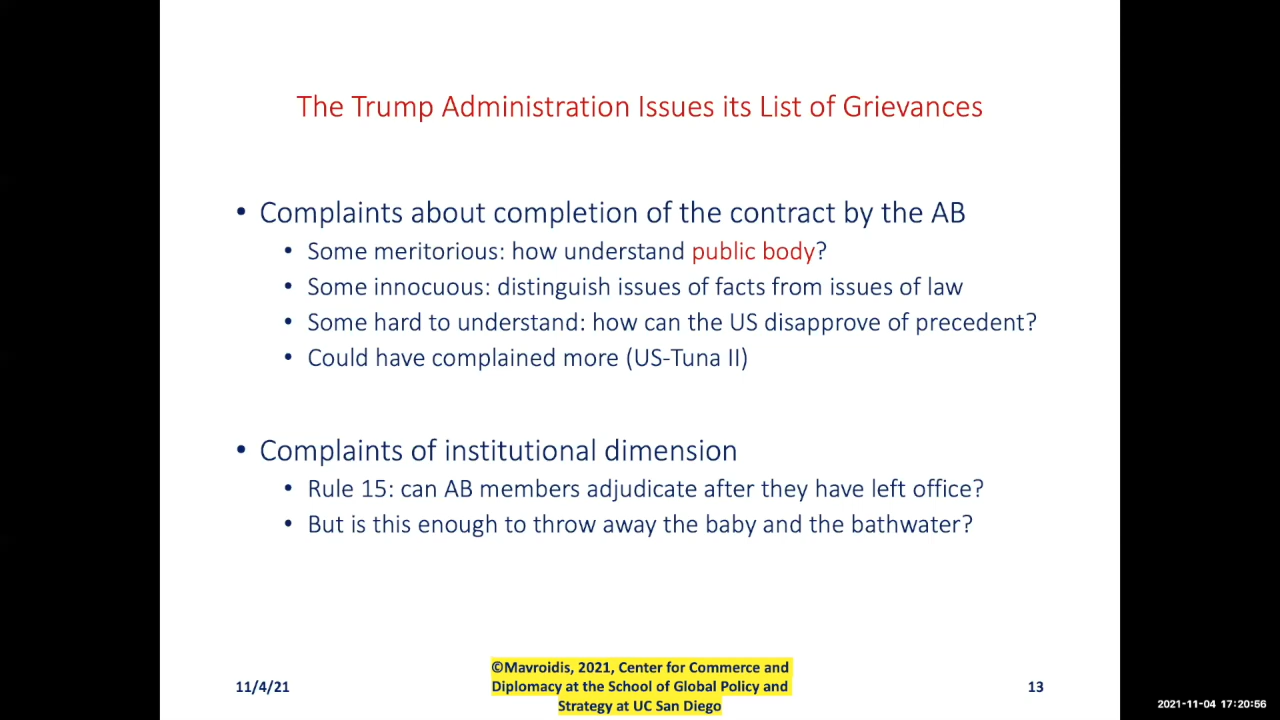 The Trump Administration Issues its List of Grievances
• Complaints about completion of the contract by the AB
• Some meritorious: how understand public body?
• Some innocuous: distinguish issues of facts from issues of law
• Some hard to understand: how can the US disapprove of precedent?
• Could have complained more (US-Tuna II)
• Complaints of institutional dimension
• Rule 15: can AB members adjudicate after they have left office?
• But is this enough to throw away the baby and the bathwater?
11/4/21
©Mavroidis, 2021, Center for Commerce and
Diplomacy at the School of Global Policy and
Strategy at UC San Diego
13
2021-11-04 17:20:56